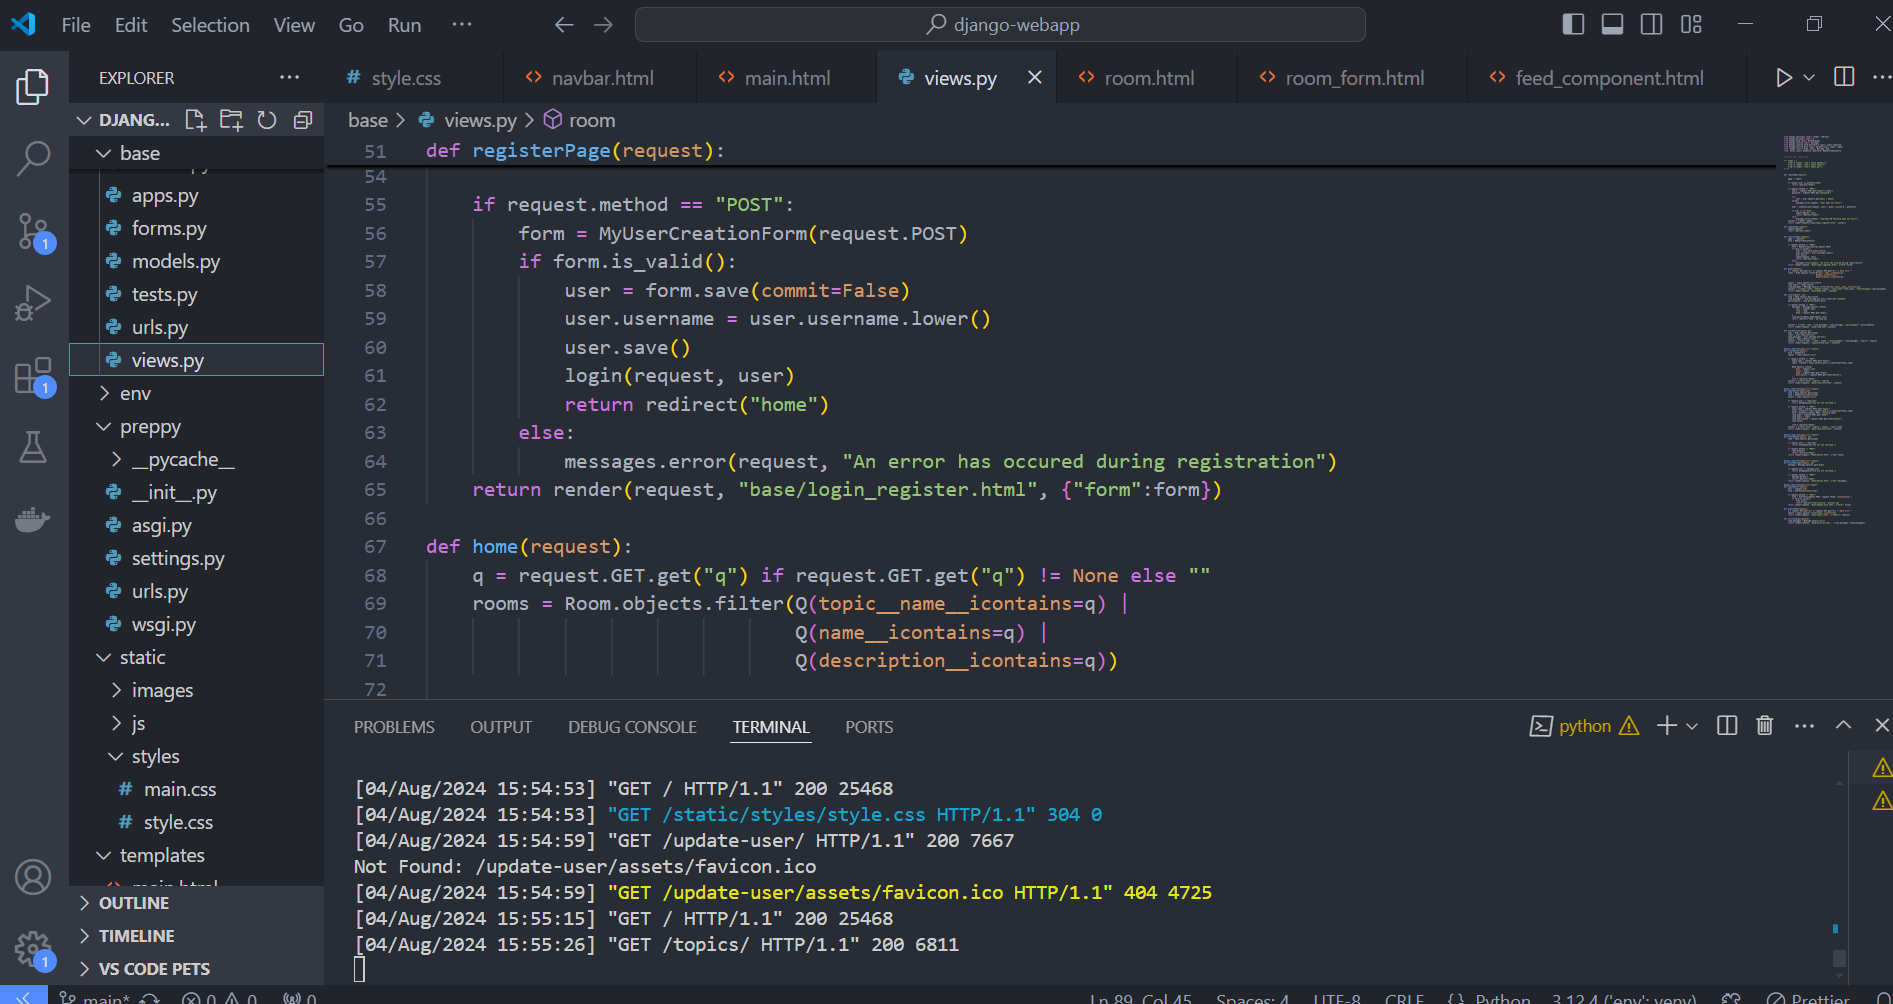 File Edit Selection View Go Run ··· django-webapp
EXPLORER ··· # style.css navbar.html main.html views.py room.html room_form.html feed_component.html
DJANG... base > views.py > room
base
apps.py
forms.py
models.py
tests.py
urls.py
views.py
env
preppy
__pycache__
__init__.py
asgi.py
settings.py
urls.py
wsgi.py
static
images
js
styles
# main.css
# style.css
templates
main.html
OUTLINE
TIMELINE
VS CODE PETS
1
1
1
51 def registerPage(request):
54
55 if request.method == "POST":
56 form = MyUserCreationForm(request.POST)
57 if form.is_valid():
58 user = form.save(commit=False)
59 user.username = user.username.lower()
60 user.save()
61 login(request, user)
62 return redirect("home")
63 else:
64 messages.error(request, "An error has occured during registration")
65 return render(request, "base/login_register.html", {"form":form})
66
67 def home(request):
68 q = request.GET.get("q") if request.GET.get("q") != None else ""
69 rooms = Room.objects.filter(Q(topic__name__icontains=q) |
70 Q(name__icontains=q) |
71 Q(description__icontains=q))
72
PROBLEMS OUTPUT DEBUG CONSOLE TERMINAL PORTS python
[04/Aug/2024 15:54:53] "GET / HTTP/1.1" 200 25468
[04/Aug/2024 15:54:53] "GET /static/styles/style.css HTTP/1.1" 304 0
[04/Aug/2024 15:54:59] "GET /update-user/ HTTP/1.1" 200 7667
Not Found: /update-user/assets/favicon.ico
[04/Aug/2024 15:54:59] "GET /update-user/assets/favicon.ico HTTP/1.1" 404 4725
[04/Aug/2024 15:55:15] "GET / HTTP/1.1" 200 25468
[04/Aug/2024 15:55:26] "GET /topics/ HTTP/1.1" 200 6811
main* 0 0 0 Ln 89, Col 45 Spaces: 4 UTF-8 CRLF {} Python 3.12.4 ('env': venv) Prettier